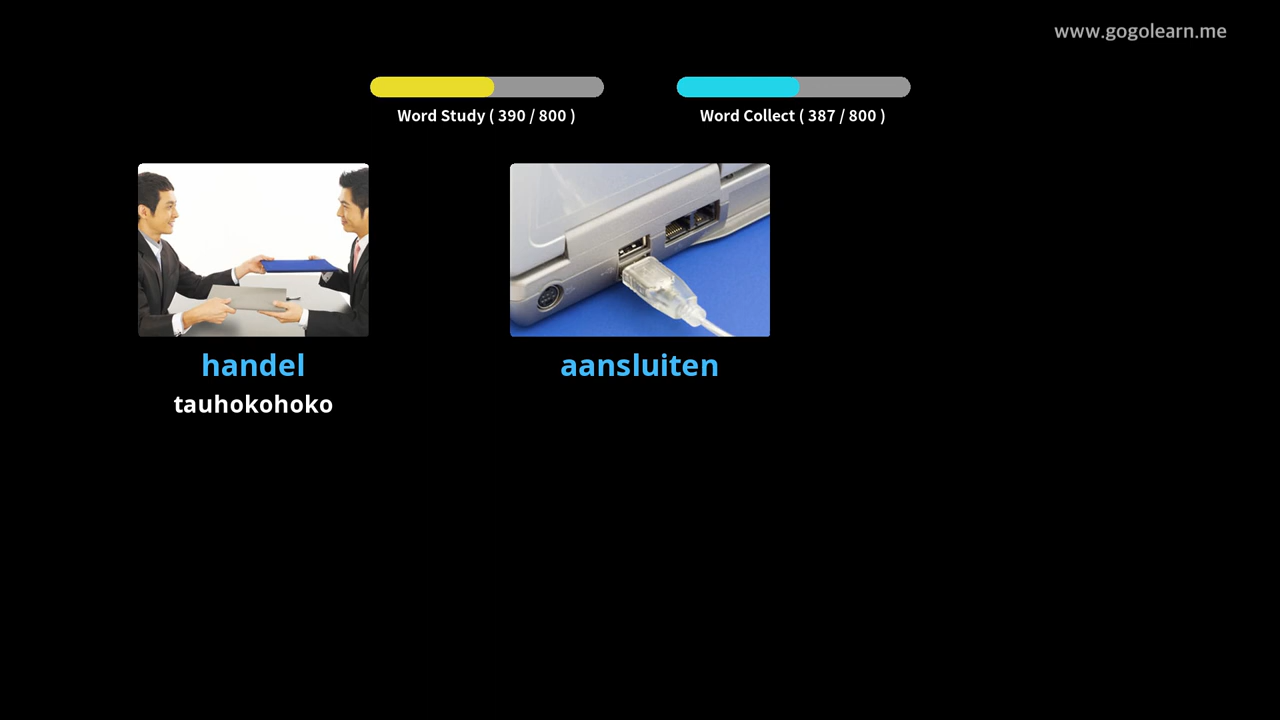 www.gogolearn.me
Word Study ( 390 / 800 )
Word Collect ( 387 / 800 )
handel
tauhokohoko
aansluiten